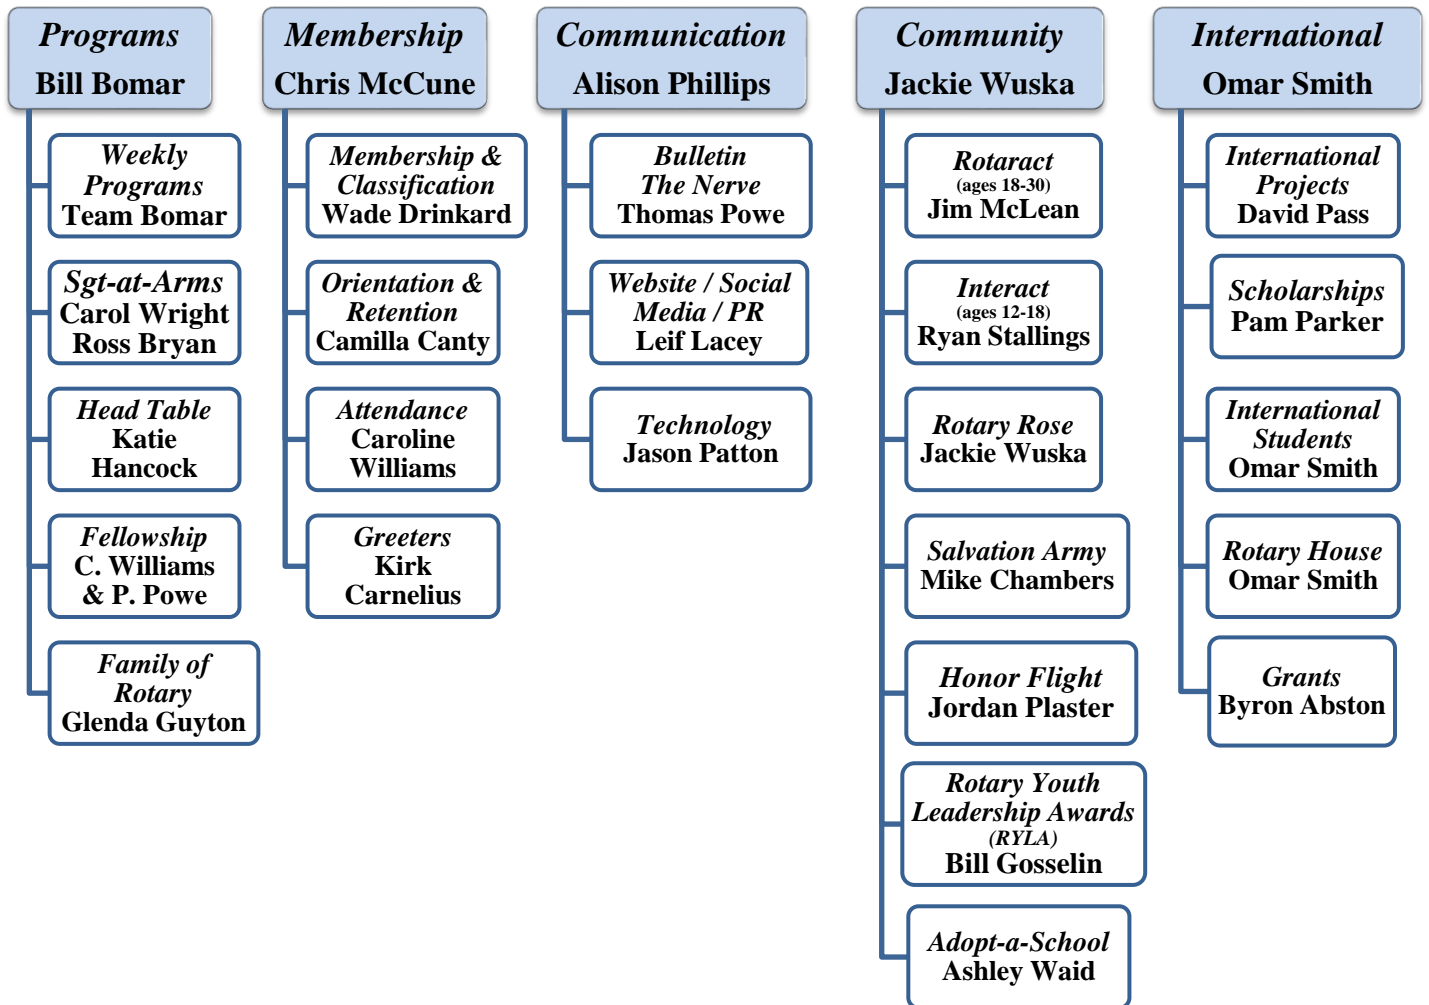 Programs
Bill Bomar
Weekly
Programs
Team Bomar
Sgt-at-Arms
Carol Wright
Ross Bryan
Head Table
Katie
Hancock
Fellowship
C. Williams
& P. Powe
Family of
Rotary
Glenda Guyton
Membership
Chris McCune
Membership &
Classification
Wade Drinkard
Orientation &
Retention
Camilla Canty
Attendance
Caroline
Williams
Greeters
Kirk
Carnelius
Communication
Alison Phillips
Bulletin
The Nerve
Thomas Powe
Website / Social
Media / PR
Leif Lacey
Technology
Jason Patton
Community
Jackie Wuska
Rotaract
(ages 18-30)
Jim McLean
Interact
(ages 12-18)
Ryan Stallings
Rotary Rose
Jackie Wuska
Salvation Army
Mike Chambers
Honor Flight
Jordan Plaster
Rotary Youth
Leadership Awards
(RYLA)
Bill Gosselin
Adopt-a-School
Ashley Waid
International
Omar Smith
International
Projects
David Pass
Scholarships
Pam Parker
International
Students
Omar Smith
Rotary House
Omar Smith
Grants
Byron Abston